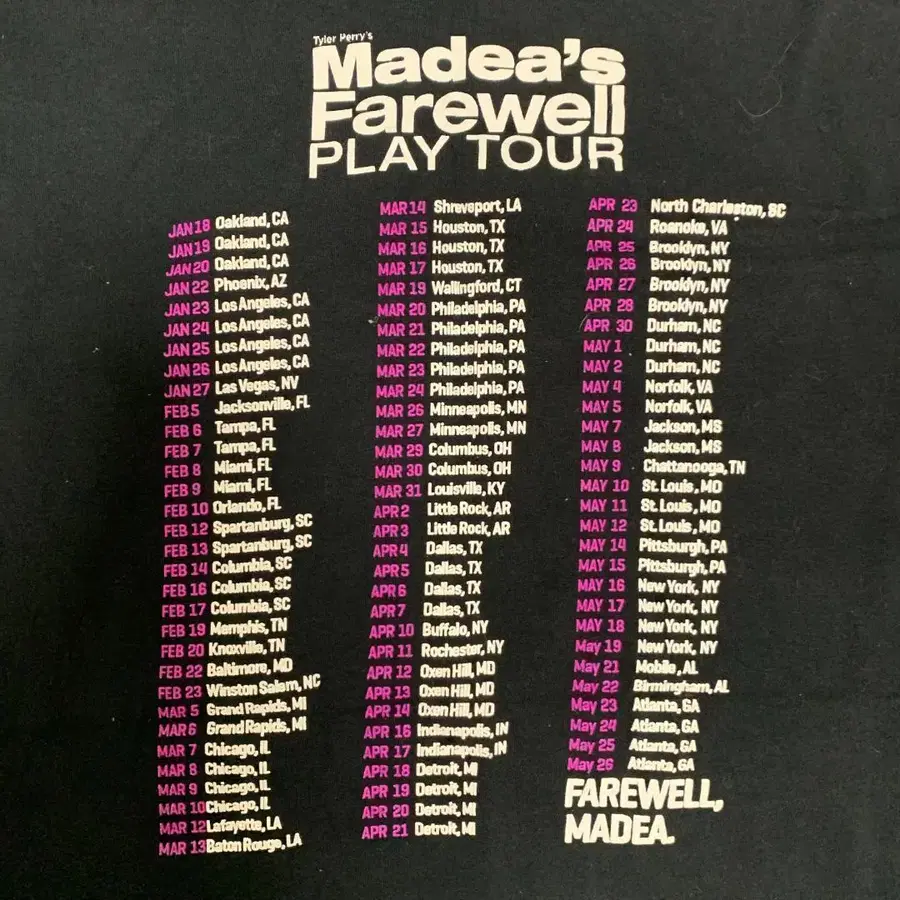 Tyler Perry's
Madea's
Farewell
PLAY TOUR
JAN 18 Oakland, CA
JAN 19 Oakland, CA
JAN 20 Oakland, CA
JAN 22 Phoenix, AZ
JAN 23 Los Angeles, CA
JAN 24 Los Angeles, CA
JAN 25 Los Angeles, CA
JAN 26 Los Angeles, CA
JAN 27 Las Vegas, NV
FEB 5 Jacksonville, FL
FEB 6 Tampa, FL
FEB 7 Tampa, FL
FEB 8 Miami, FL
FEB 9 Miami, FL
FEB 10 Orlando, FL
FEB 12 Spartanburg, SC
FEB 13 Spartanburg, SC
FEB 14 Columbia, SC
FEB 16 Columbia, SC
FEB 17 Columbia, SC
FEB 19 Memphis, TN
FEB 20 Knoxville, TN
FEB 22 Baltimore, MD
FEB 23 Winston Salem, NC
MAR 5 Grand Rapids, MI
MAR 6 Grand Rapids, MI
MAR 7 Chicago, IL
MAR 8 Chicago, IL
MAR 9 Chicago, IL
MAR 10 Chicago, IL
MAR 12 Lafayette, LA
MAR 13 Baton Rouge, LA
MAR 14 Shreveport, LA
MAR 15 Houston, TX
MAR 16 Houston, TX
MAR 17 Houston, TX
MAR 19 Wallingford, CT
MAR 20 Philadelphia, PA
MAR 21 Philadelphia, PA
MAR 22 Philadelphia, PA
MAR 23 Philadelphia, PA
MAR 24 Philadelphia, PA
MAR 26 Minneapolis, MN
MAR 27 Minneapolis, MN
MAR 29 Columbus, OH
MAR 30 Columbus, OH
MAR 31 Louisville, KY
APR 2 Little Rock, AR
APR 3 Little Rock, AR
APR 4 Dallas, TX
APR 5 Dallas, TX
APR 6 Dallas, TX
APR 7 Dallas, TX
APR 10 Buffalo, NY
APR 11 Rochester, NY
APR 12 Oxen Hill, MD
APR 13 Oxen Hill, MD
APR 14 Oxen Hill, MD
APR 16 Indianapolis, IN
APR 17 Indianapolis, IN
APR 18 Detroit, MI
APR 19 Detroit, MI
APR 20 Detroit, MI
APR 21 Detroit, MI
APR 23 North Charleston, SC
APR 24 Roanoke, VA
APR 25 Brooklyn, NY
APR 26 Brooklyn, NY
APR 27 Brooklyn, NY
APR 28 Brooklyn, NY
APR 30 Durham, NC
MAY 1 Durham, NC
MAY 2 Durham, NC
MAY 4 Norfolk, VA
MAY 5 Norfolk, VA
MAY 7 Jackson, MS
MAY 8 Jackson, MS
MAY 9 Chattanooga, TN
MAY 10 St. Louis, MO
MAY 11 St. Louis, MO
MAY 12 St. Louis, MO
MAY 14 Pittsburgh, PA
MAY 15 Pittsburgh, PA
MAY 16 New York, NY
MAY 17 New York, NY
MAY 18 New York, NY
May 19 New York, NY
May 21 Mobile, AL
May 22 Birmingham, AL
May 23 Atlanta, GA
May 24 Atlanta, GA
May 25 Atlanta, GA
May 26 Atlanta, GA
FAREWELL,
MADEA.